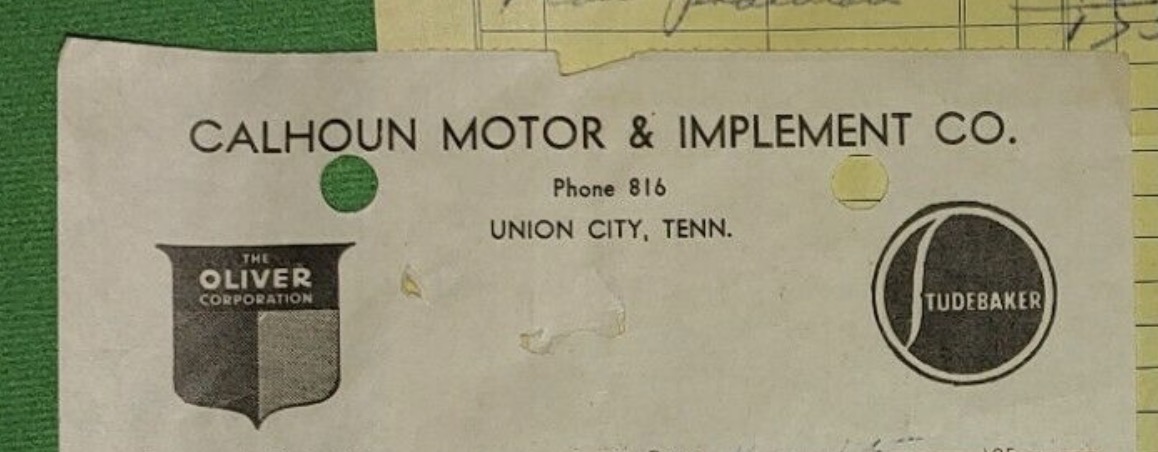 CALHOUN MOTOR & IMPLEMENT CO.
Phone 816
UNION CITY, TENN.
THE
OLIVER
CORPORATION
STUDEBAKER